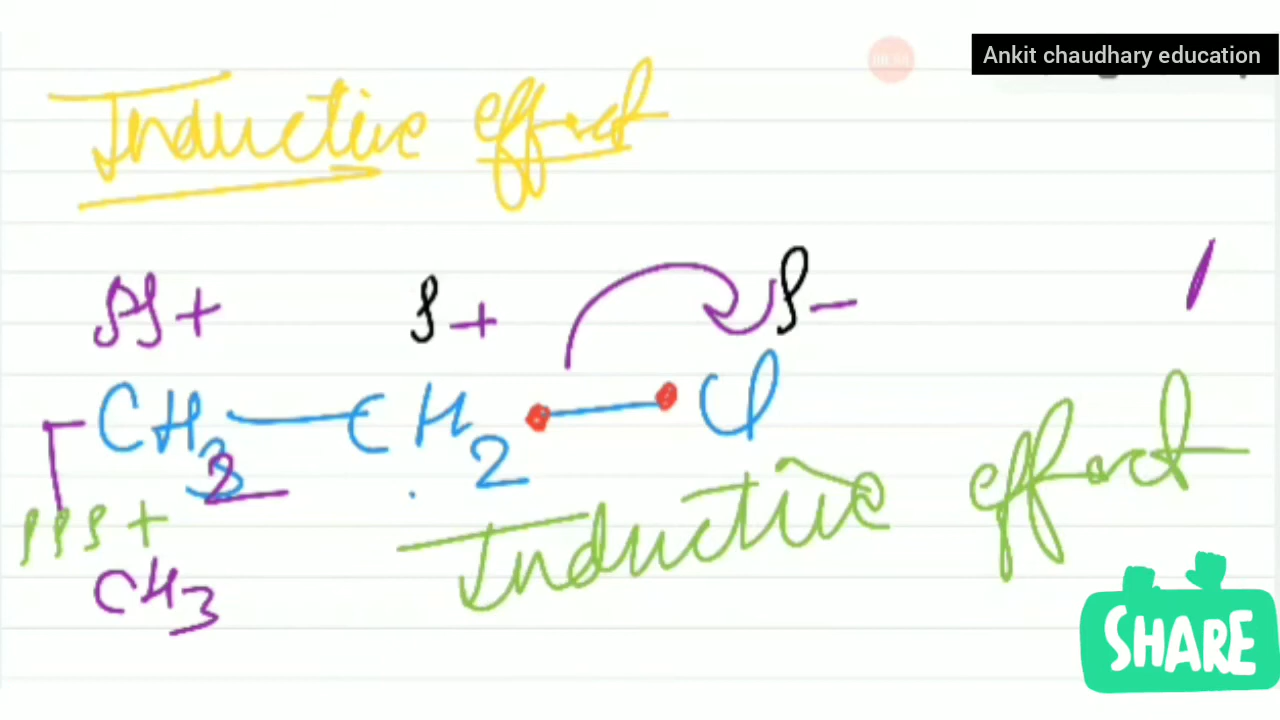 Ankit chaudhary education
Inductive effect
δδ+ δ+ δ-
CH2 — CH2 — Cl
δδδ+
Inductive effect
CH3
SHARE